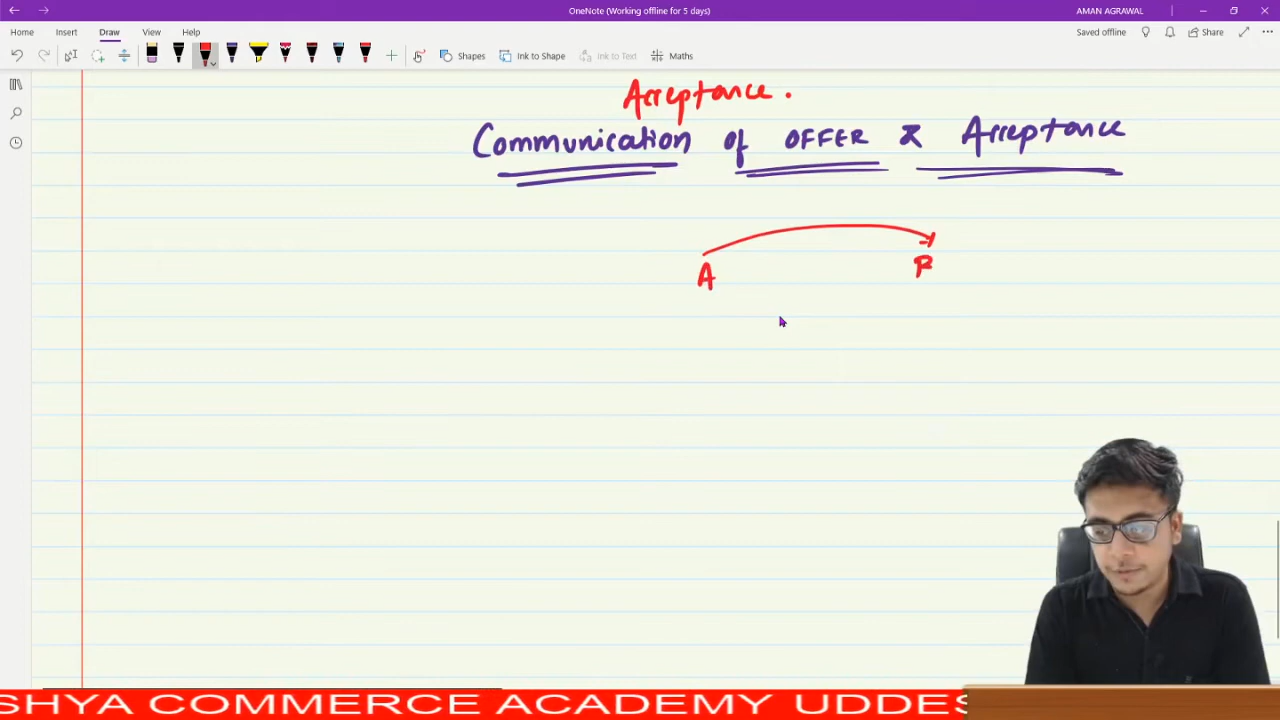 OneNote (Working offline for 5 days)
AMAN AGRAWAL
Home Insert Draw View Help
Saved offline Share
Shapes Ink to Shape Ink to Text Maths
Acceptance.
Communication of OFFER & Acceptance
A B
SHYA COMMERCE ACADEMY UDDES